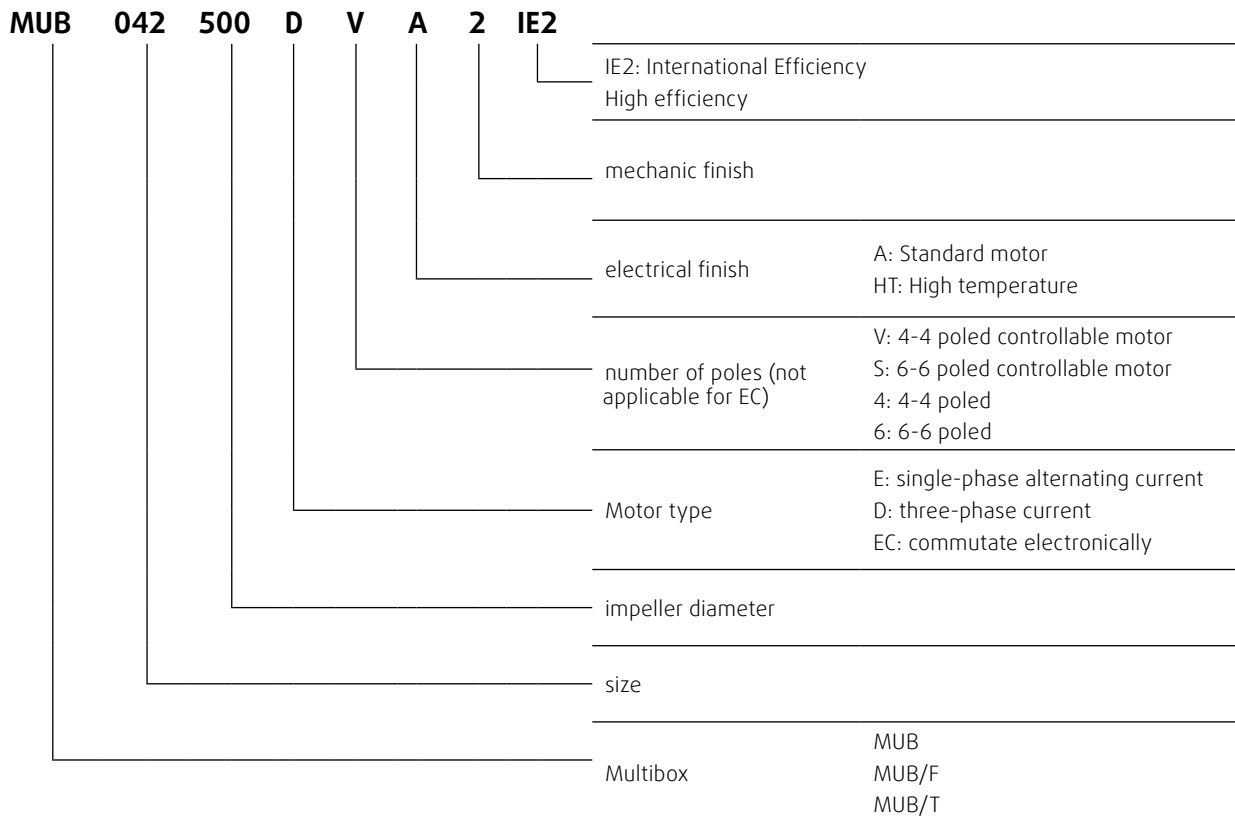 MUB 042 500 D V A 2 IE2
IE2: International Efficiency
High efficiency
mechanic finish
electrical finish
A: Standard motor
HT: High temperature
number of poles (not
applicable for EC)
V: 4-4 poled controllable motor
S: 6-6 poled controllable motor
4: 4-4 poled
6: 6-6 poled
Motor type
E: single-phase alternating current
D: three-phase current
EC: commutate electronically
impeller diameter
size
Multibox
MUB
MUB/F
MUB/T